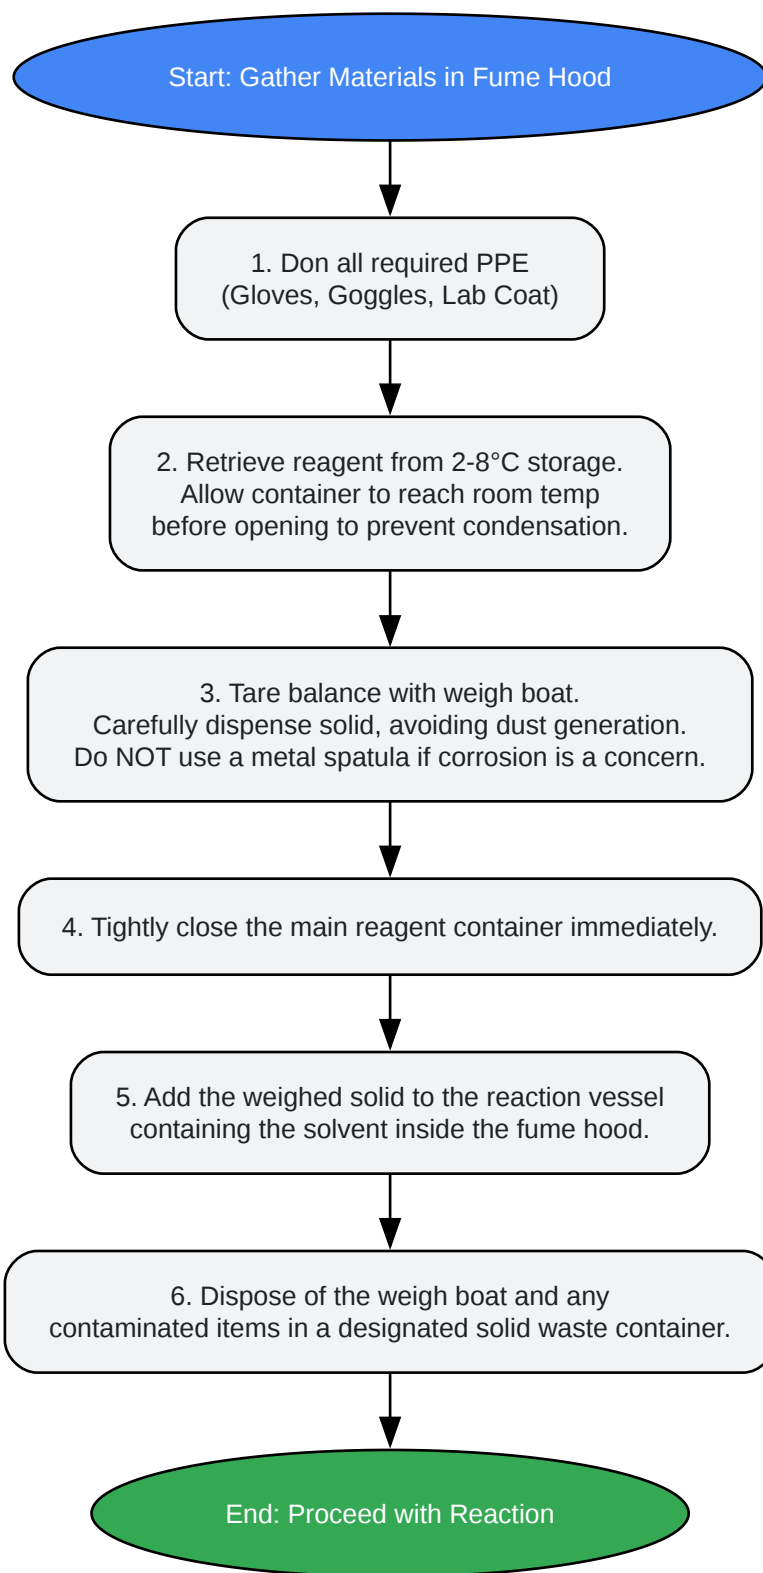 Start: Gather Materials in Fume Hood
1. Don all required PPE
(Gloves, Goggles, Lab Coat)
2. Retrieve reagent from 2-8°C storage.
Allow container to reach room temp
before opening to prevent condensation.
3. Tare balance with weigh boat.
Carefully dispense solid, avoiding dust generation.
Do NOT use a metal spatula if corrosion is a concern.
4. Tightly close the main reagent container immediately.
5. Add the weighed solid to the reaction vessel
containing the solvent inside the fume hood.
6. Dispose of the weigh boat and any
contaminated items in a designated solid waste container.
End: Proceed with Reaction